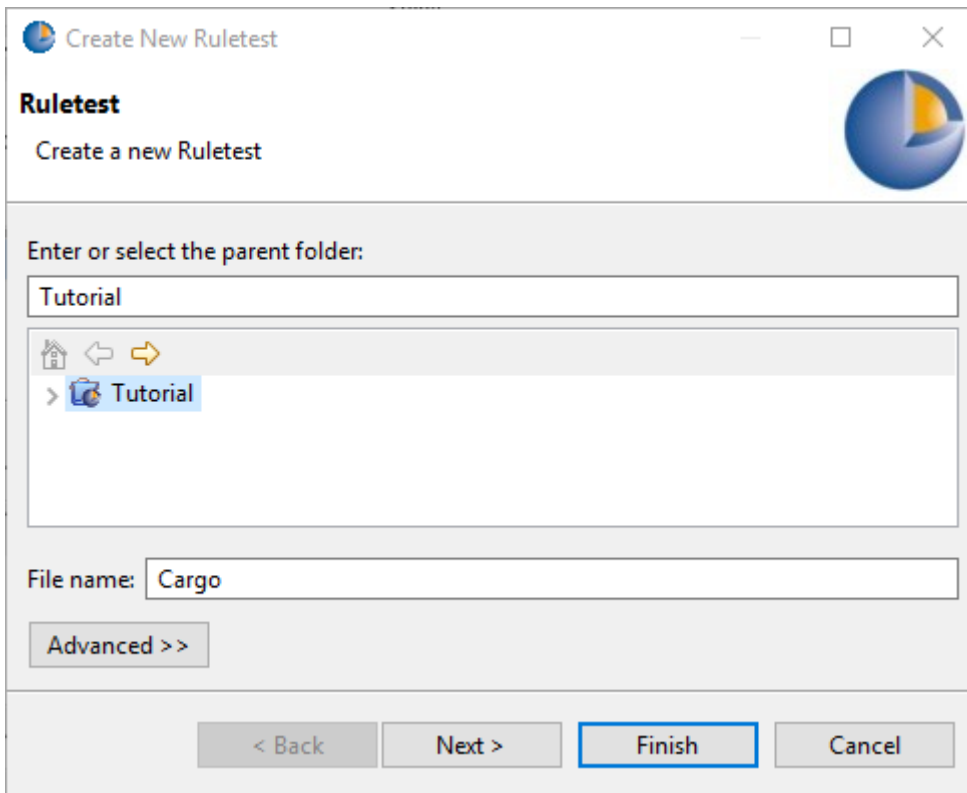 Create New Ruletest
Ruletest
Create a new Ruletest
Enter or select the parent folder:
Tutorial
Tutorial
File name: Cargo
Advanced >>
< Back Next > Finish Cancel